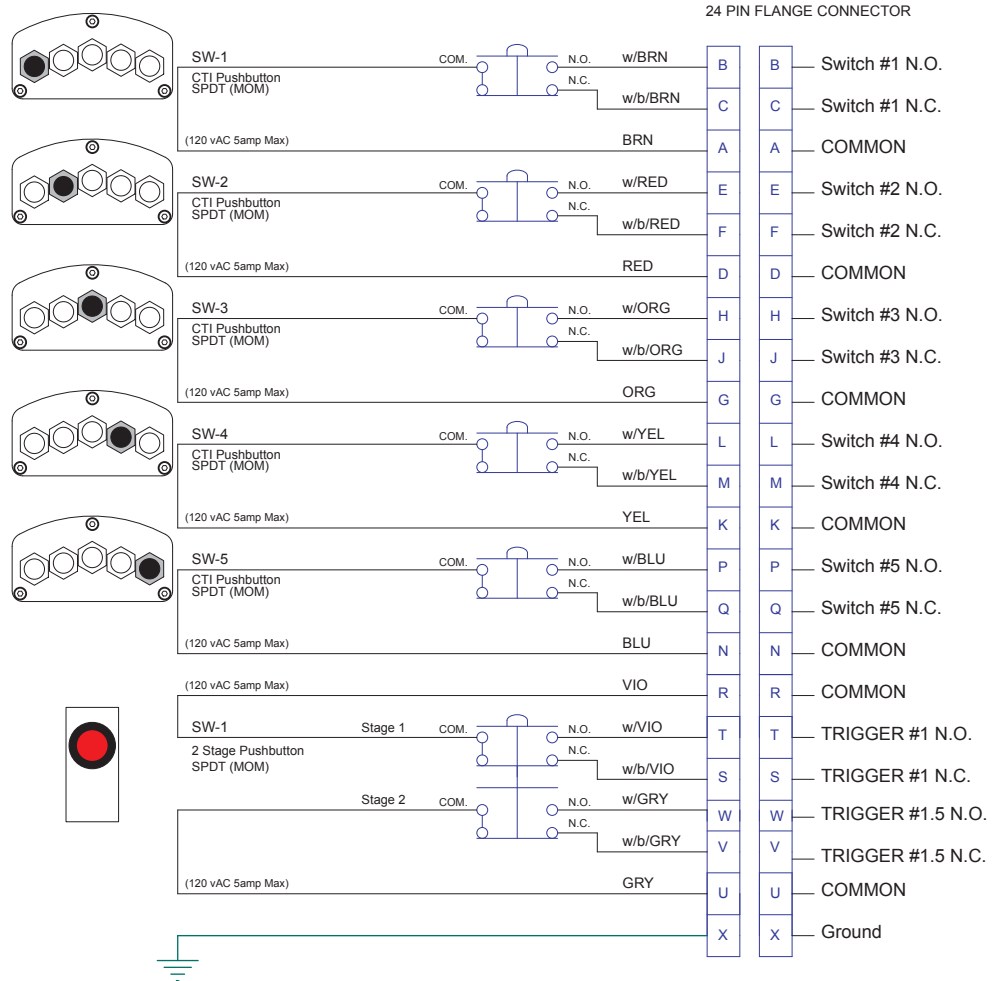 24 PIN FLANGE CONNECTOR
SW-1 COM. N.O. w/BRN B B Switch #1 N.O.
CTI Pushbutton
SPDT (MOM)
N.C. w/b/BRN C C Switch #1 N.C.
(120 vAC 5amp Max) BRN A A COMMON
SW-2 COM. N.O. w/RED E E Switch #2 N.O.
CTI Pushbutton
SPDT (MOM)
N.C. w/b/RED F F Switch #2 N.C.
(120 vAC 5amp Max) RED D D COMMON
SW-3 COM. N.O. w/ORG H H Switch #3 N.O.
CTI Pushbutton
SPDT (MOM)
N.C. w/b/ORG J J Switch #3 N.C.
(120 vAC 5amp Max) ORG G G COMMON
SW-4 COM. N.O. w/YEL L L Switch #4 N.O.
CTI Pushbutton
SPDT (MOM)
N.C. w/b/YEL M M Switch #4 N.C.
(120 vAC 5amp Max) YEL K K COMMON
SW-5 COM. N.O. w/BLU P P Switch #5 N.O.
CTI Pushbutton
SPDT (MOM)
N.C. w/b/BLU Q Q Switch #5 N.C.
(120 vAC 5amp Max) BLU N N COMMON
(120 vAC 5amp Max) VIO R R COMMON
SW-1 Stage 1 COM. N.O. w/VIO T T TRIGGER #1 N.O.
2 Stage Pushbutton
SPDT (MOM)
N.C. w/b/VIO S S TRIGGER #1 N.C.
Stage 2 COM. N.O. w/GRY W W TRIGGER #1.5 N.O.
N.C. w/b/GRY V V TRIGGER #1.5 N.C.
(120 vAC 5amp Max) GRY U U COMMON
X X Ground